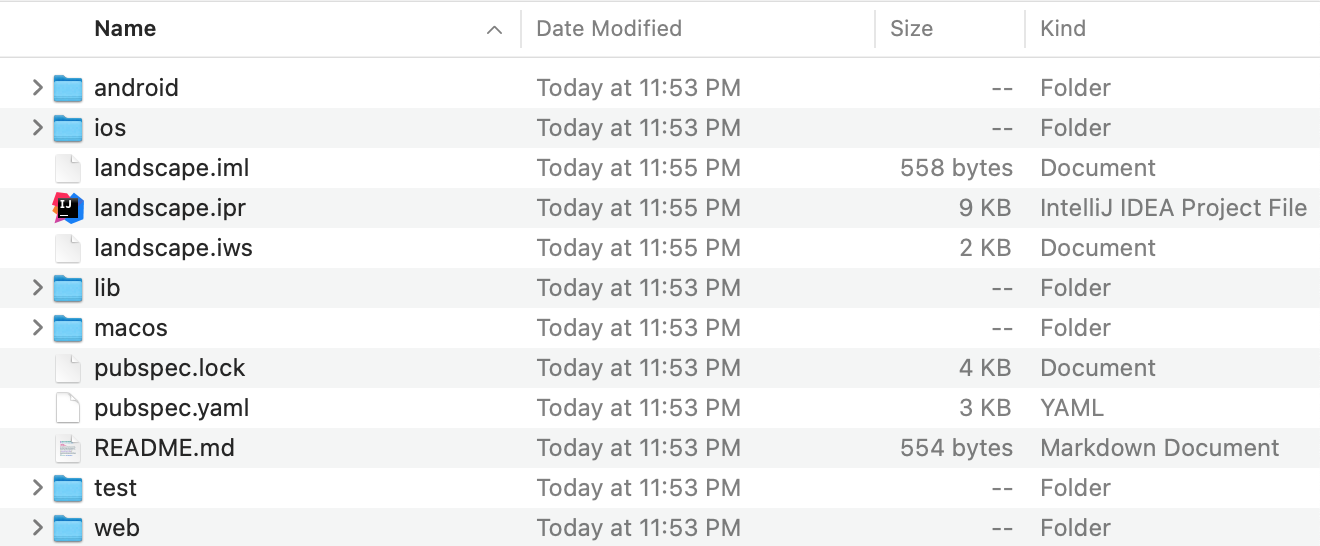 Name Date Modified Size Kind
android Today at 11:53 PM -- Folder
ios Today at 11:53 PM -- Folder
landscape.iml Today at 11:55 PM 558 bytes Document
IJ landscape.ipr Today at 11:55 PM 9 KB IntelliJ IDEA Project File
landscape.iws Today at 11:55 PM 2 KB Document
lib Today at 11:53 PM -- Folder
macos Today at 11:53 PM -- Folder
pubspec.lock Today at 11:53 PM 4 KB Document
pubspec.yaml Today at 11:53 PM 3 KB YAML
README.md Today at 11:53 PM 554 bytes Markdown Document
test Today at 11:53 PM -- Folder
web Today at 11:53 PM -- Folder